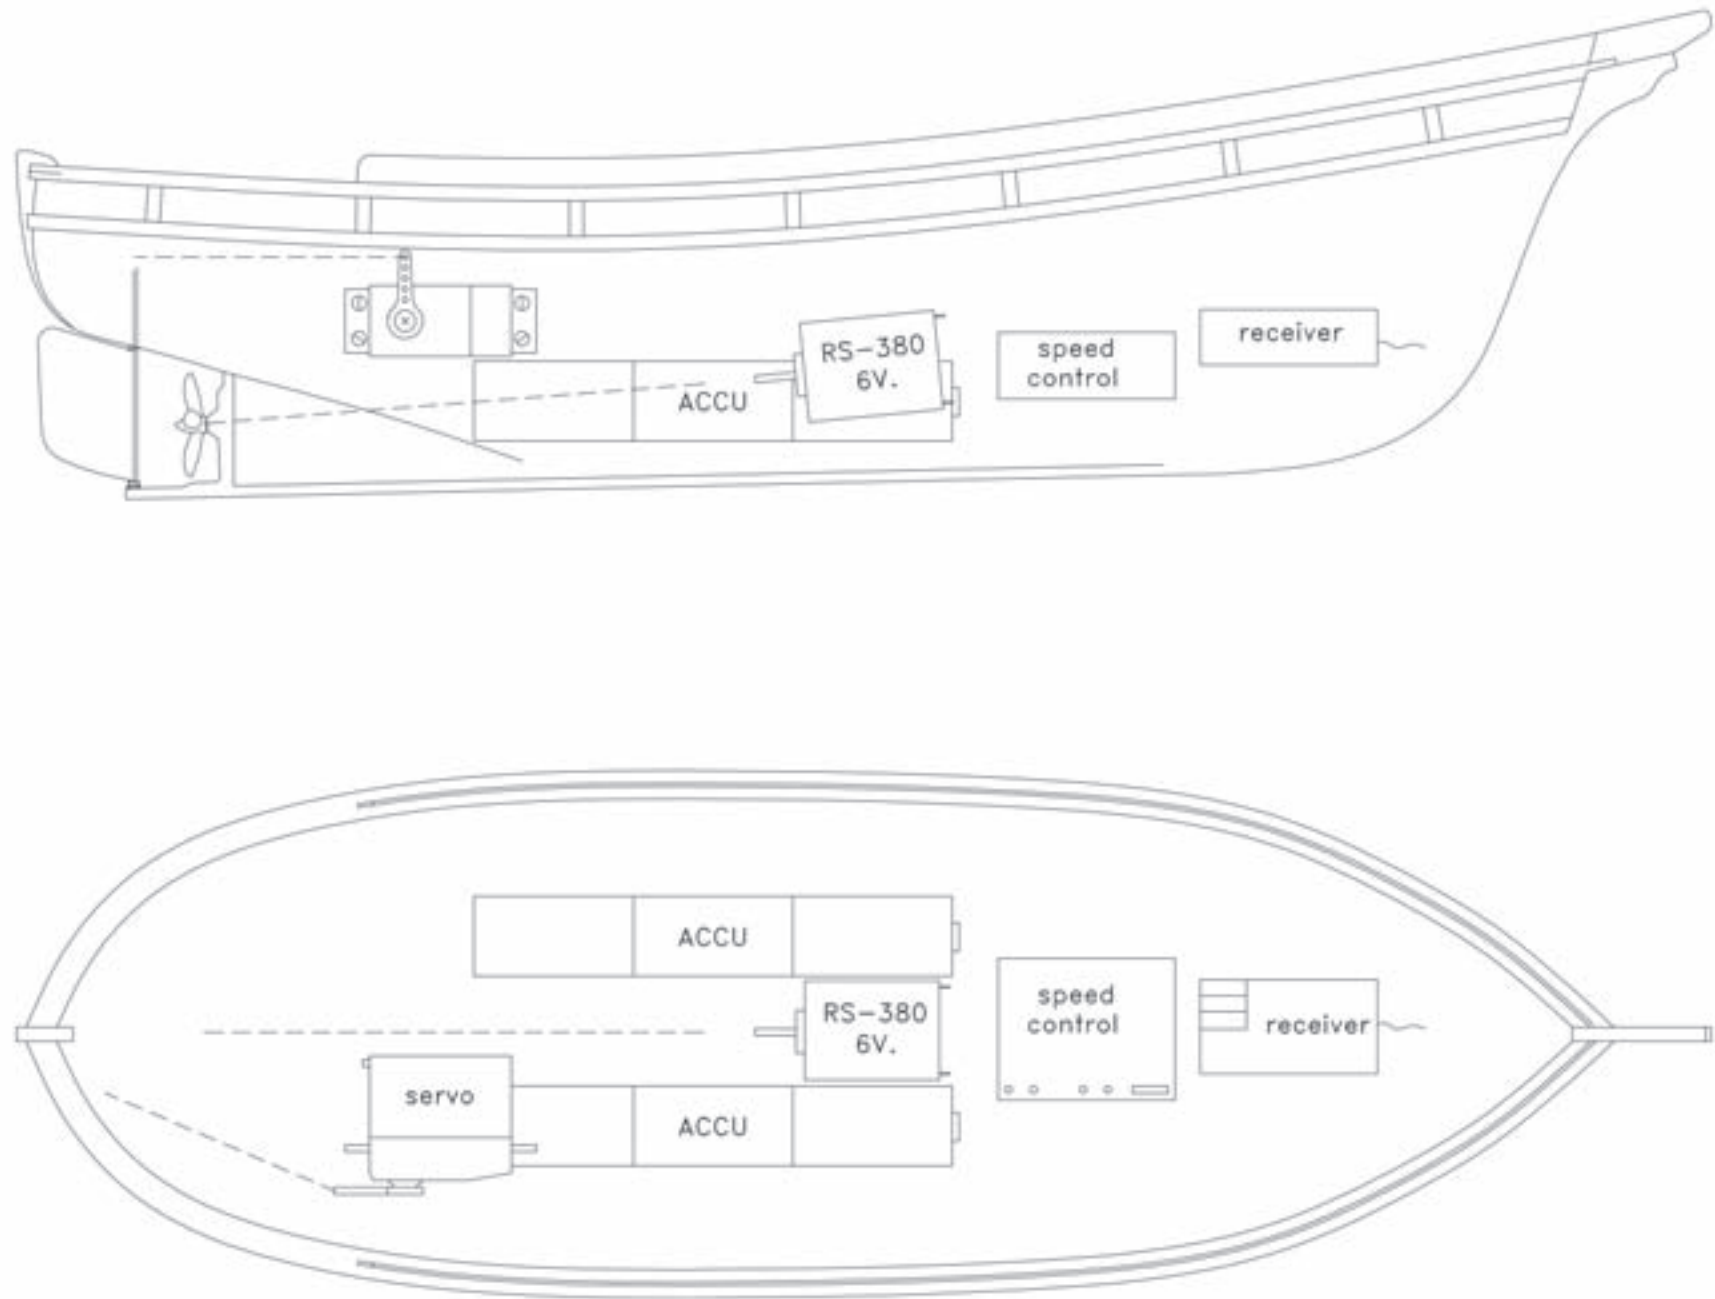 RS-380
6V.
ACCU
speed
control
receiver
ACCU
RS-380
6V.
speed
control
receiver
servo
ACCU